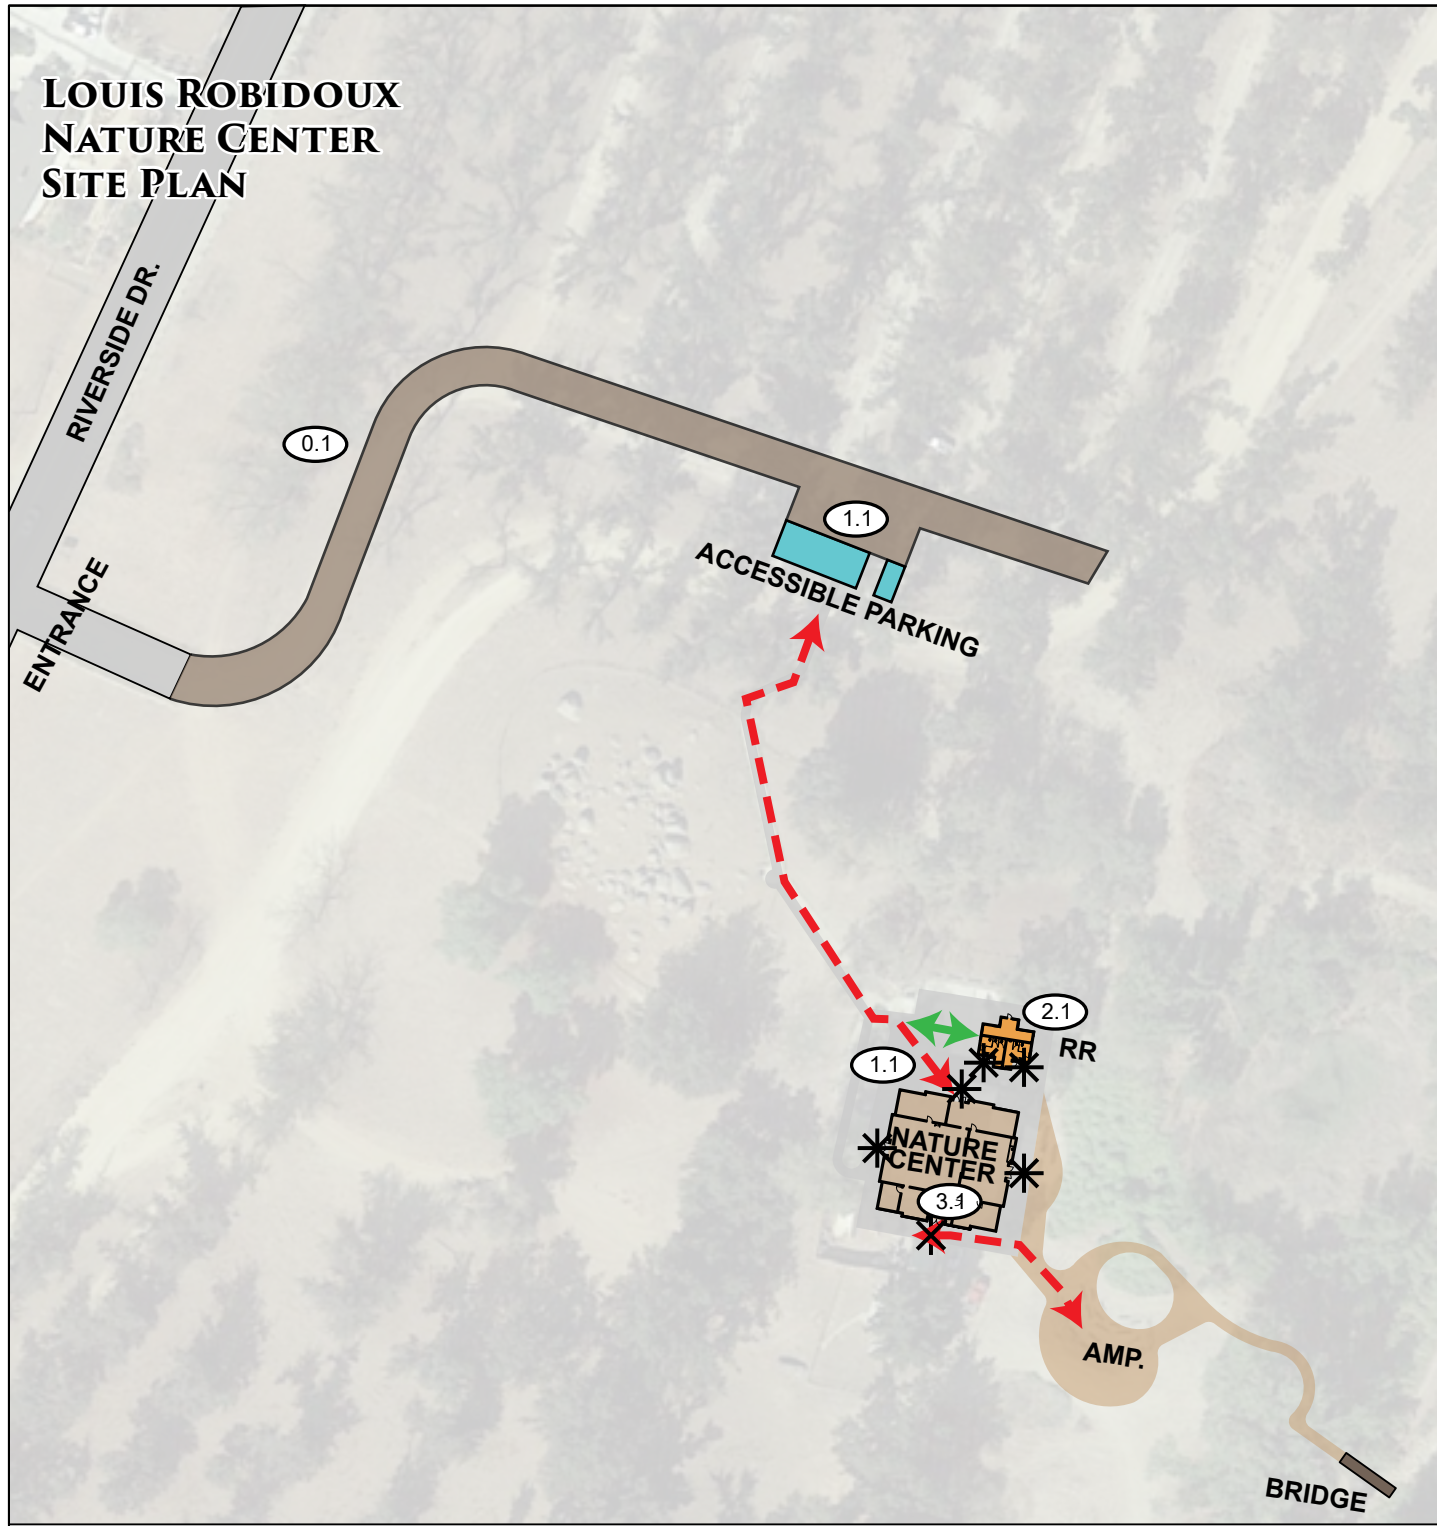 LOUIS ROBIDOUX
NATURE CENTER
SITE PLAN
RIVERSIDE DR.
0.1
1.1
ACCESSIBLE PARKING
ENTRANCE
2.1
RR
1.1
NATURE
CENTER
3.1
AMP.
BRIDGE